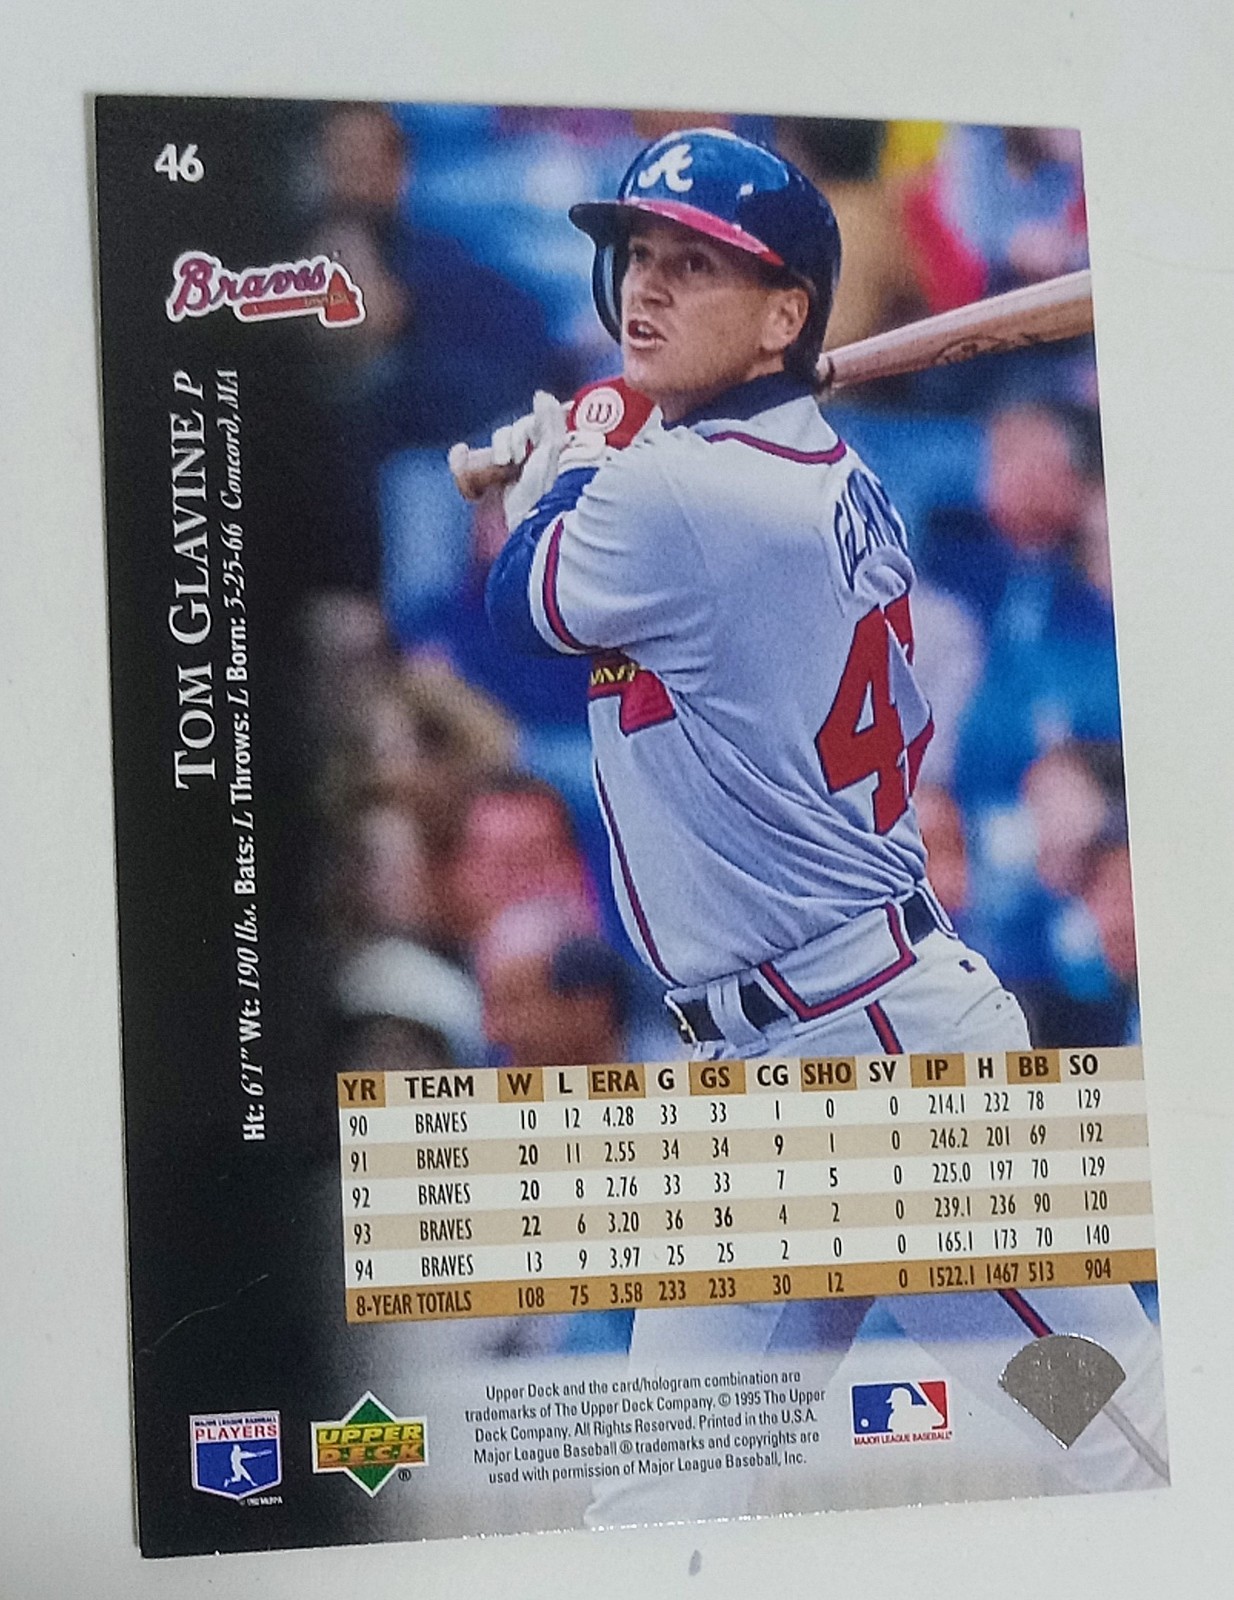 46
Braves
TOM GLAVINE P
Ht: 6'1" Wt: 190 lbs. Bats: L Throws: L Born: 3-25-66 Concord, MA
A
W
GLAV
47
YR TEAM W L ERA G GS CG SHO SV IP H BB SO
90 BRAVES 10 12 4.28 33 33 1 0 0 214.1 232 78 129
91 BRAVES 20 11 2.55 34 34 9 1 0 246.2 201 69 192
92 BRAVES 20 8 2.76 33 33 7 5 0 225.0 197 70 129
93 BRAVES 22 6 3.20 36 36 4 2 0 239.1 236 90 120
94 BRAVES 13 9 3.97 25 25 2 0 0 165.1 173 70 140
8-YEAR TOTALS 108 75 3.58 233 233 30 12 0 1522.1 1467 513 904
Upper Deck and the card/hologram combination are
trademarks of The Upper Deck Company. © 1995 The Upper
Deck Company. All Rights Reserved. Printed in the U.S.A.
Major League Baseball ® trademarks and copyrights are
used with permission of Major League Baseball, Inc.
MAJOR LEAGUE BASEBALL
PLAYERS
UPPER
DECK
®
MAJOR LEAGUE BASEBALL